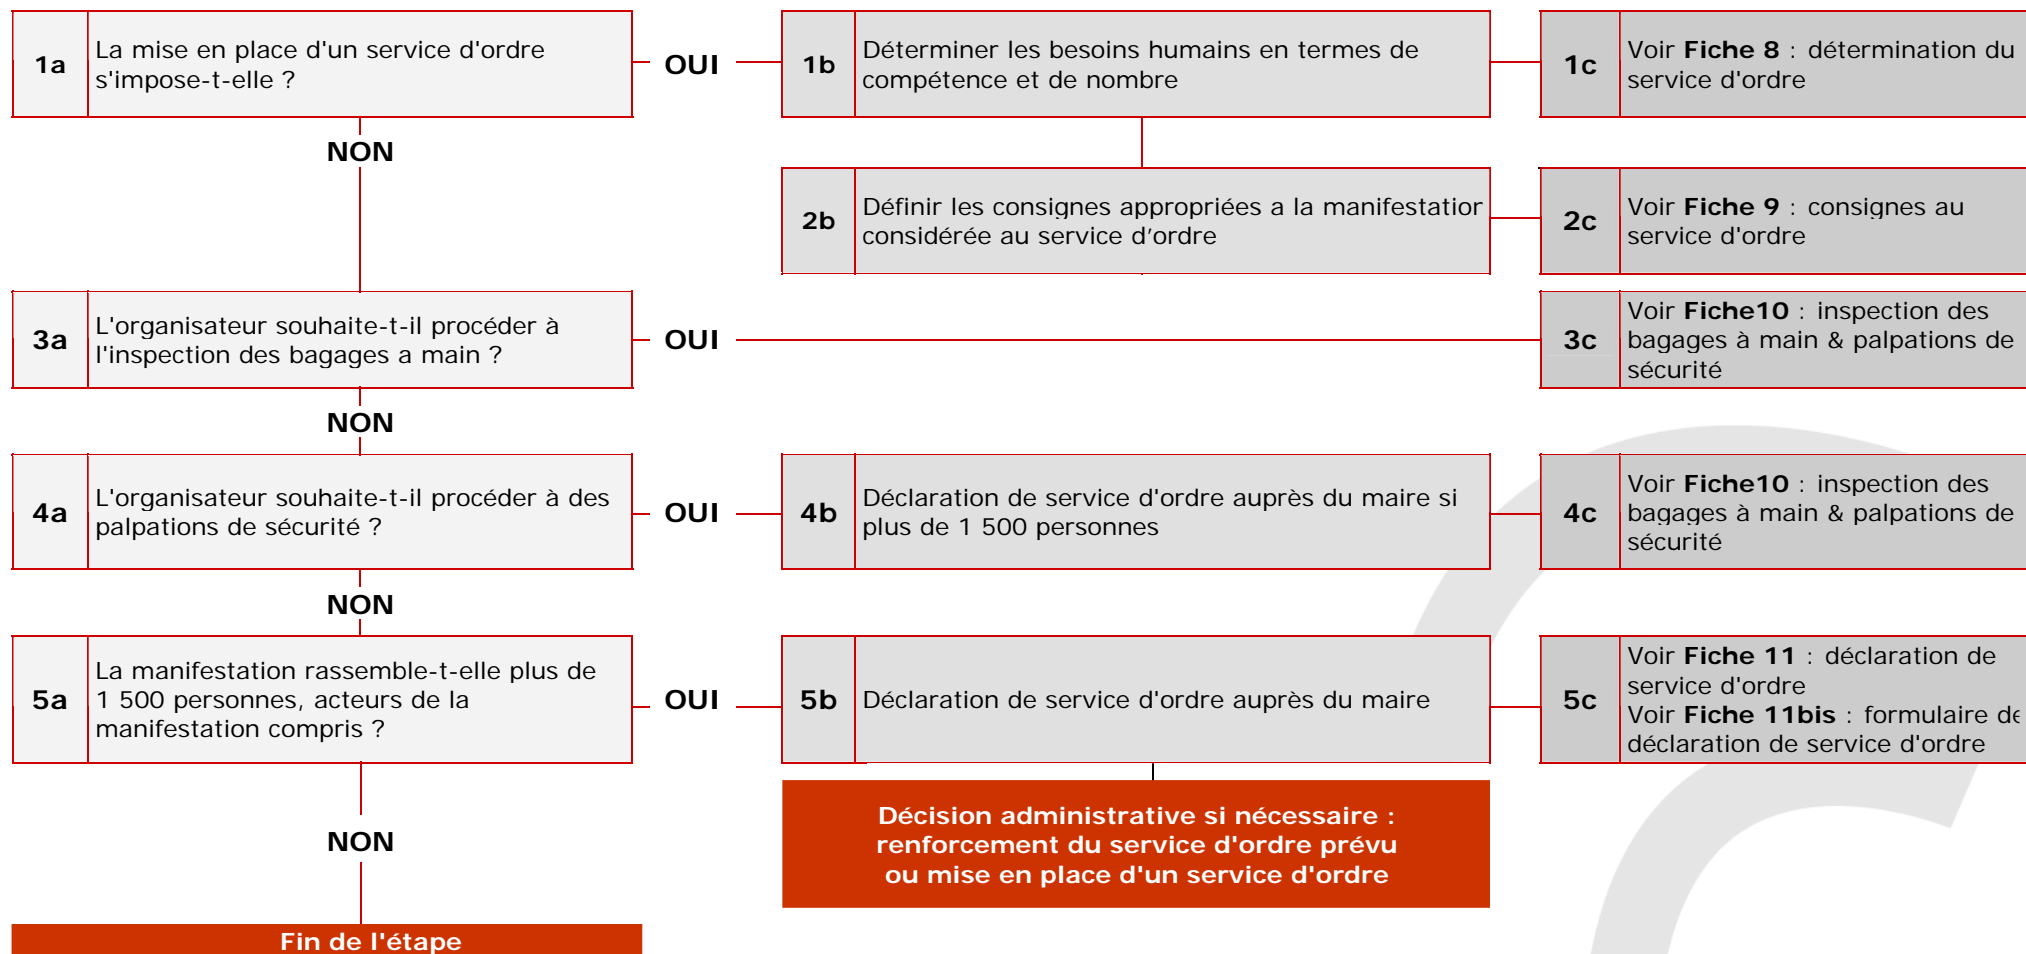 1a
La mise en place d'un service d'ordre
s'impose-t-elle ?
OUI
1b
Déterminer les besoins humains en termes de
compétence et de nombre
1c
Voir Fiche 8 : détermination du
service d'ordre
NON
2b
Définir les consignes appropriées a la manifestation
considérée au service d’ordre
2c
Voir Fiche 9 : consignes au
service d'ordre
3a
L'organisateur souhaite-t-il procéder à
l'inspection des bagages a main ?
OUI
3c
Voir Fiche10 : inspection des
bagages à main & palpations de
sécurité
NON
4a
L'organisateur souhaite-t-il procéder à des
palpations de sécurité ?
OUI
4b
Déclaration de service d'ordre auprès du maire si
plus de 1 500 personnes
4c
Voir Fiche10 : inspection des
bagages à main & palpations de
sécurité
NON
5a
La manifestation rassemble-t-elle plus de
1 500 personnes, acteurs de la
manifestation compris ?
OUI
5b
Déclaration de service d'ordre auprès du maire
5c
Voir Fiche 11 : déclaration de
service d'ordre
Voir Fiche 11bis : formulaire de
déclaration de service d'ordre
Décision administrative si nécessaire :
renforcement du service d'ordre prévu
ou mise en place d'un service d'ordre
NON
Fin de l'étape